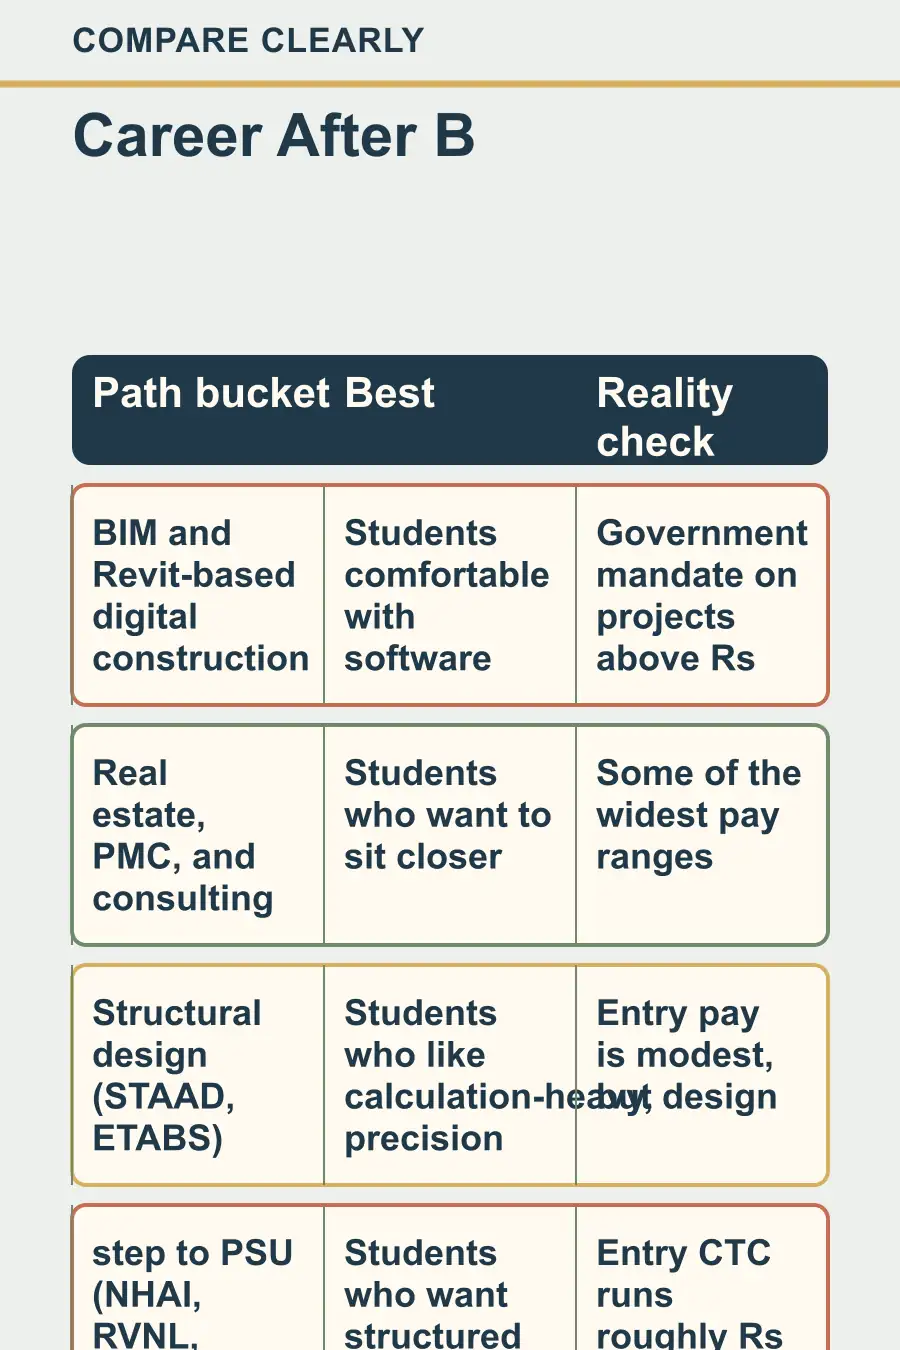 COMPARE CLEARLY
Career After B
Path bucket
Best
Reality
check
BIM and
Revit-based
digital
construction
Students
comfortable
with
software
Government
mandate on
projects
above Rs
Real
estate,
PMC, and
consulting
Students
who want to
sit closer
Some of the
widest pay
ranges
Structural
design
(STAAD,
ETABS)
Students
who like
calculation-heavy,
precision
Entry pay
is modest,
but design
step to PSU
(NHAI,
RVNL,
Students
who want
structured
Entry CTC
runs
roughly Rs